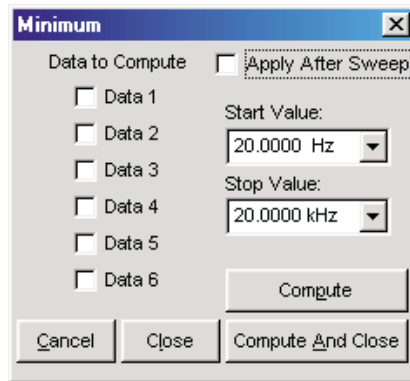 Minimum
Data to Compute
Data 1
Data 2
Data 3
Data 4
Data 5
Data 6
Apply After Sweep
Start Value:
20.0000 Hz
Stop Value:
20.0000 kHz
Compute
Cancel
Close
Compute And Close